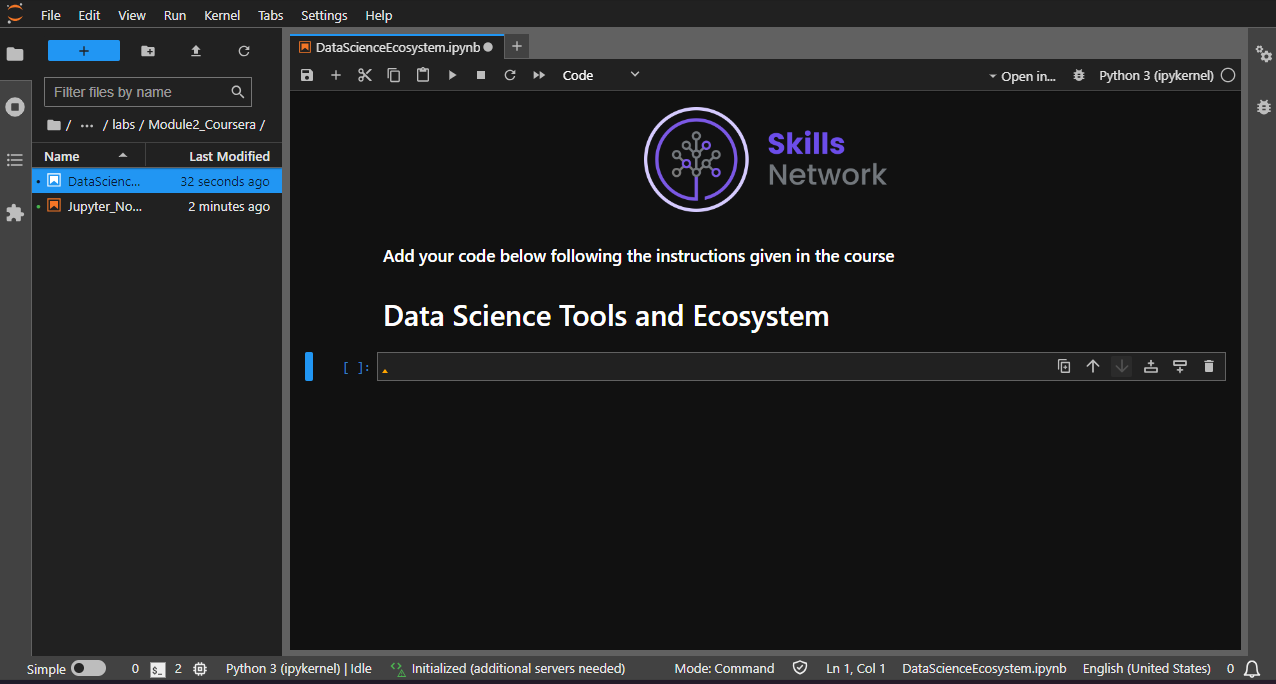 File Edit View Run Kernel Tabs Settings Help
DataScienceEcosystem.ipynb
Code
Open in...
Python 3 (ipykernel)
Filter files by name
/ ··· / labs / Module2_Coursera /
Name Last Modified
DataScienc... 32 seconds ago
Jupyter_No... 2 minutes ago
Skills
Network
Add your code below following the instructions given in the course
Data Science Tools and Ecosystem
[ ]:
Simple 0 $_ 2 Python 3 (ipykernel) | Idle Initialized (additional servers needed) Mode: Command Ln 1, Col 1 DataScienceEcosystem.ipynb English (United States) 0